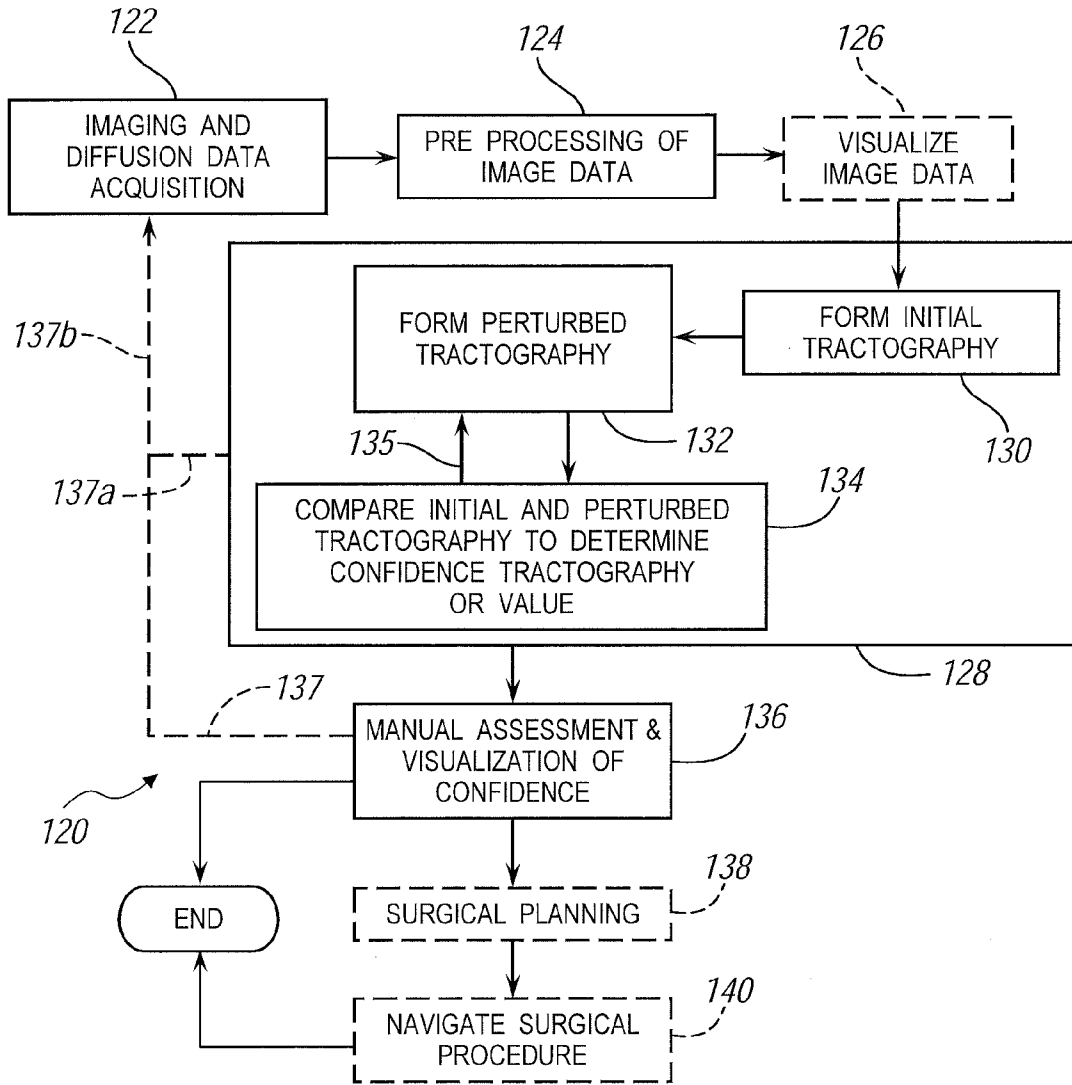 122
124
126
IMAGING AND
DIFFUSION DATA
ACQUISITION
PRE PROCESSING OF
IMAGE DATA
VISUALIZE
IMAGE DATA
137b
FORM PERTURBED
TRACTOGRAPHY
FORM INITIAL
TRACTOGRAPHY
135
132
130
137a
134
COMPARE INITIAL AND PERTURBED
TRACTOGRAPHY TO DETERMINE
CONFIDENCE TRACTOGRAPHY
OR VALUE
128
137
136
MANUAL ASSESSMENT &
VISUALIZATION OF
CONFIDENCE
120
138
END
SURGICAL PLANNING
140
NAVIGATE SURGICAL
PROCEDURE